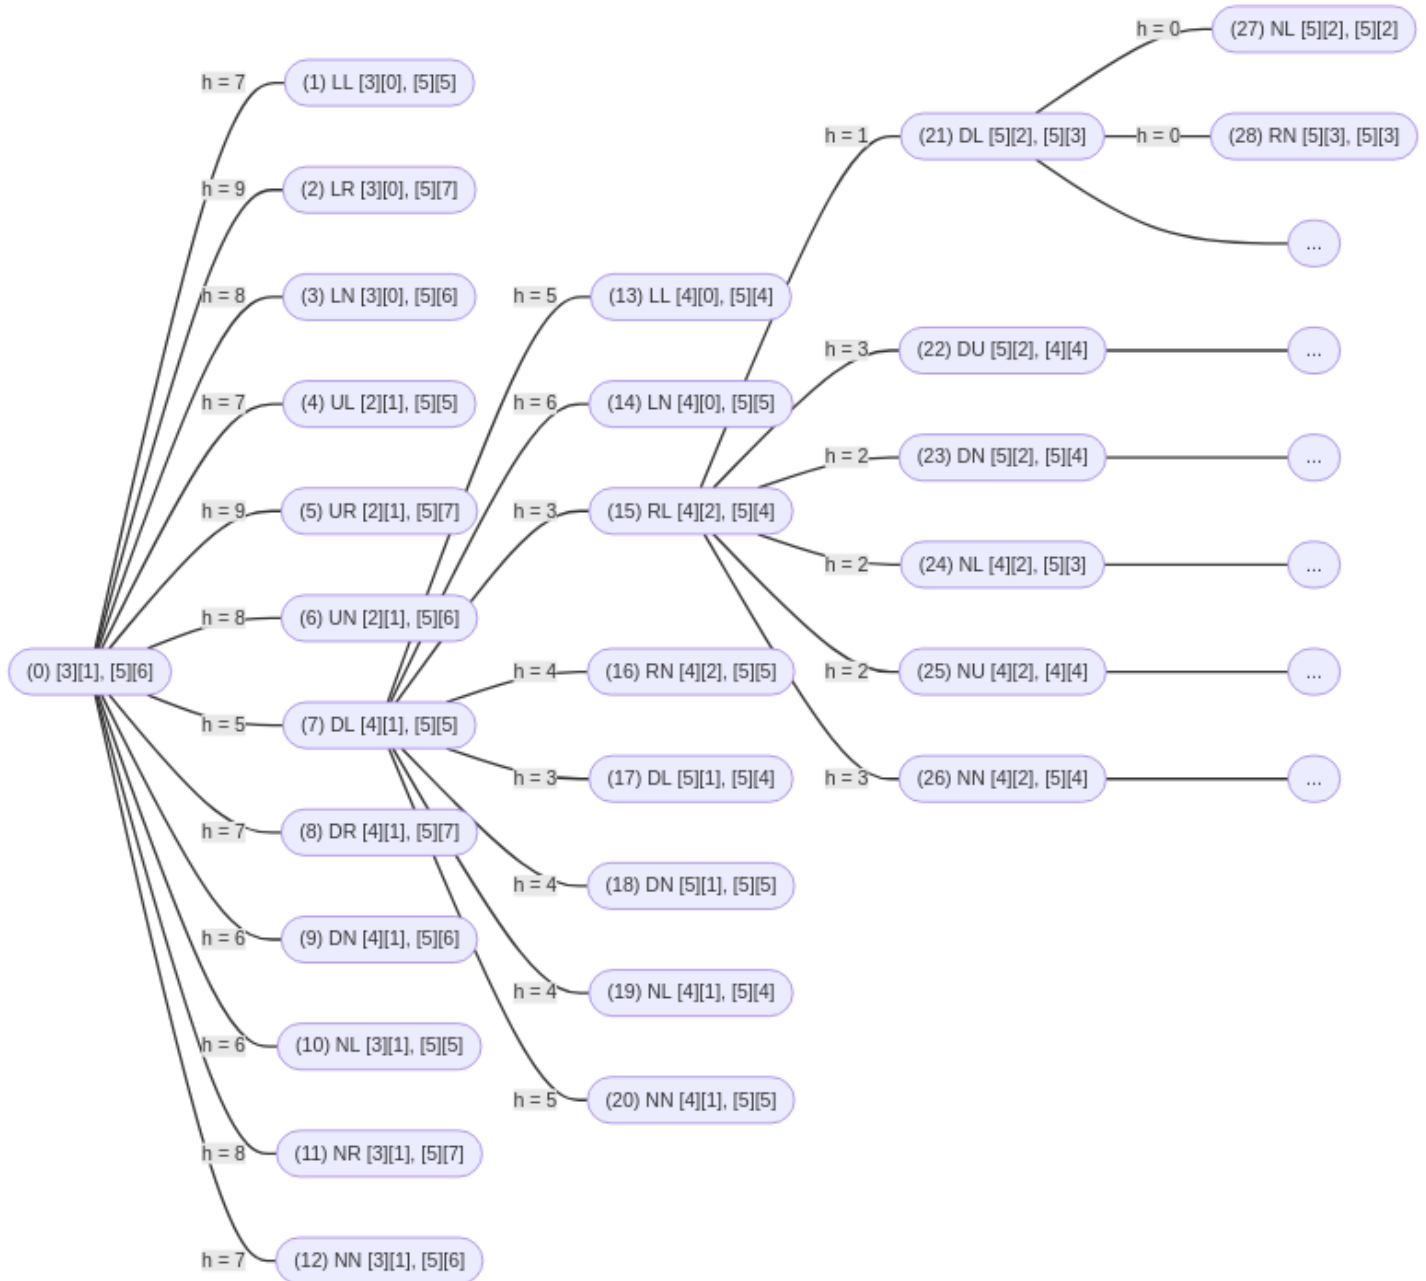 (0) [3][1], [5][6]
h = 7
(1) LL [3][0], [5][5]
h = 9
(2) LR [3][0], [5][7]
h = 8
(3) LN [3][0], [5][6]
h = 7
(4) UL [2][1], [5][5]
h = 9
(5) UR [2][1], [5][7]
h = 8
(6) UN [2][1], [5][6]
h = 5
(7) DL [4][1], [5][5]
h = 7
(8) DR [4][1], [5][7]
h = 6
(9) DN [4][1], [5][6]
h = 6
(10) NL [3][1], [5][5]
h = 8
(11) NR [3][1], [5][7]
h = 7
(12) NN [3][1], [5][6]
h = 5
(13) LL [4][0], [5][4]
h = 6
(14) LN [4][0], [5][5]
h = 3
(15) RL [4][2], [5][4]
h = 4
(16) RN [4][2], [5][5]
h = 3
(17) DL [5][1], [5][4]
h = 4
(18) DN [5][1], [5][5]
h = 4
(19) NL [4][1], [5][4]
h = 5
(20) NN [4][1], [5][5]
h = 1
(21) DL [5][2], [5][3]
h = 3
(22) DU [5][2], [4][4]
h = 2
(23) DN [5][2], [5][4]
h = 2
(24) NL [4][2], [5][3]
h = 2
(25) NU [4][2], [4][4]
h = 3
(26) NN [4][2], [5][4]
h = 0
(27) NL [5][2], [5][2]
h = 0
(28) RN [5][3], [5][3]
...
...
...
...
...
...